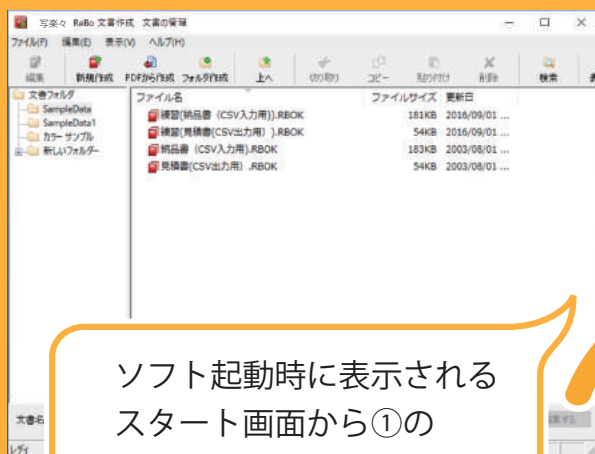 写楽々 ReBo 文書作成 文書の管理
ファイル(F) 編集(E) 表示(V) ヘルプ(H)
編集 新規作成 PDFから作成 フォルダ作成 上へ 切り取り コピー 貼り付け 削除 検索
文書フォルダ
SampleData
SampleData1
カラー サンプル
新しいフォルダー
ファイル名 ファイルサイズ 更新日
練習(納品書（CSV入力用)).RBOK 181KB 2016/09/01 ...
練習(見積書(CSV出力用）).RBOK 54KB 2016/09/01 ...
納品書（CSV入力用).RBOK 183KB 2003/08/01 ...
見積書(CSV出力用）.RBOK 54KB 2003/08/01 ...
ソフト起動時に表示される
スタート画面から①の
文書名
レディ